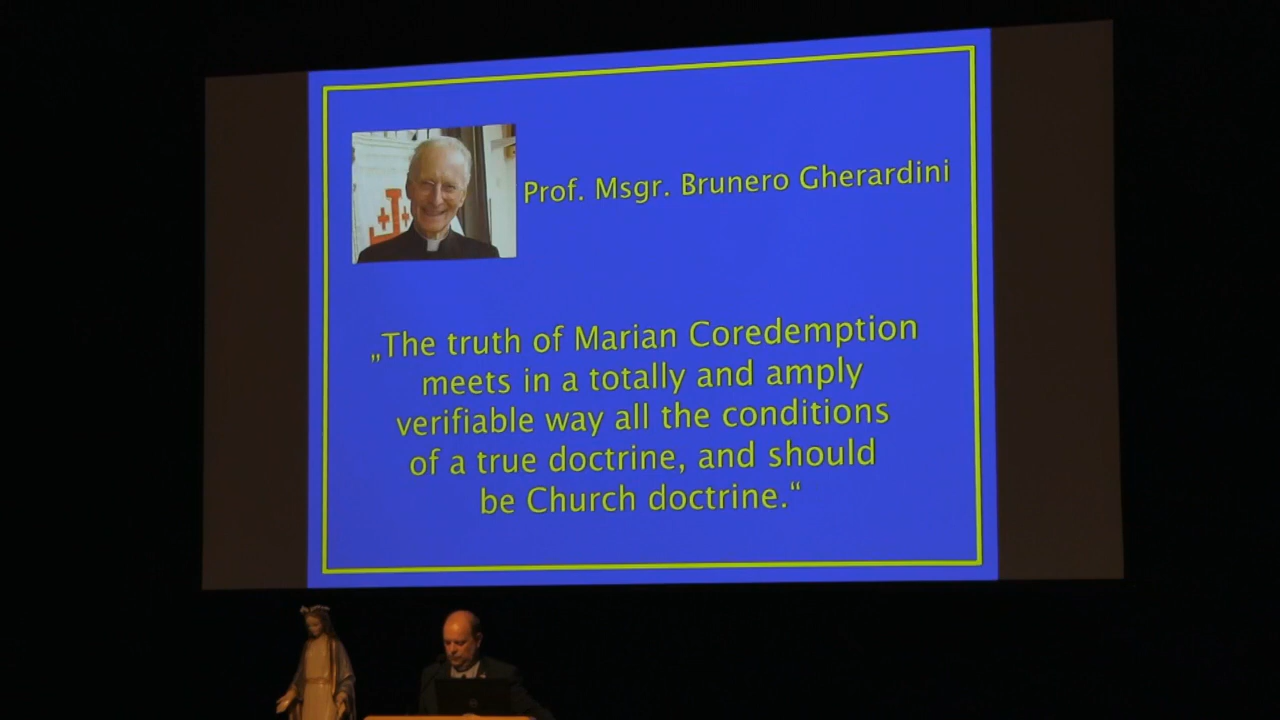 Prof. Msgr. Brunero Gherardini
„The truth of Marian Coredemption
meets in a totally and amply
verifiable way all the conditions
of a true doctrine, and should
be Church doctrine.“